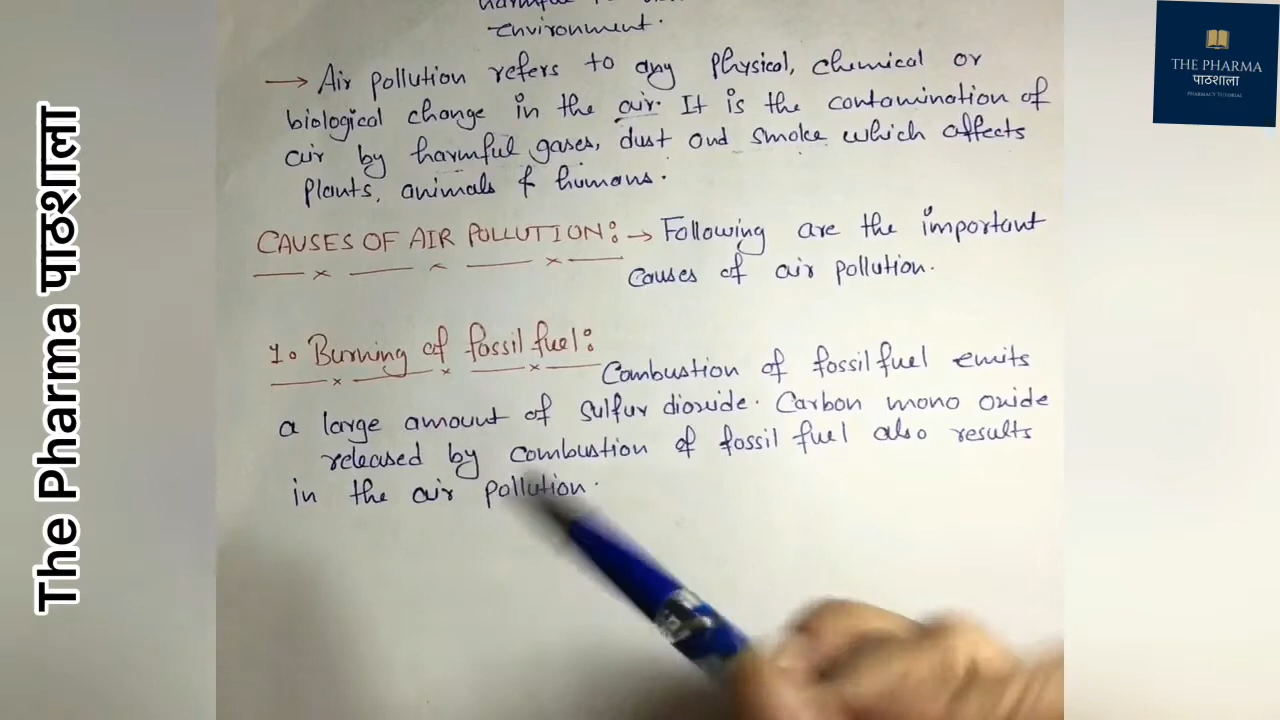 environment.
→ Air pollution refers to any physical, chemical or
biological change in the air. It is the contamination of
air by harmful gases, dust and smoke which affects
plants, animals & humans.
CAUSES OF AIR POLLUTION:→ Following are the important
causes of air pollution.
1. Burning of fossil fuel:
Combustion of fossil fuel emits
a large amount of sulfur dioxide. Carbon mono oxide
released by combustion of fossil fuel also results
in the air pollution.
The Pharma पाठशाला
THE PHARMA
पाठशाला
PHARMACY TUTORIAL